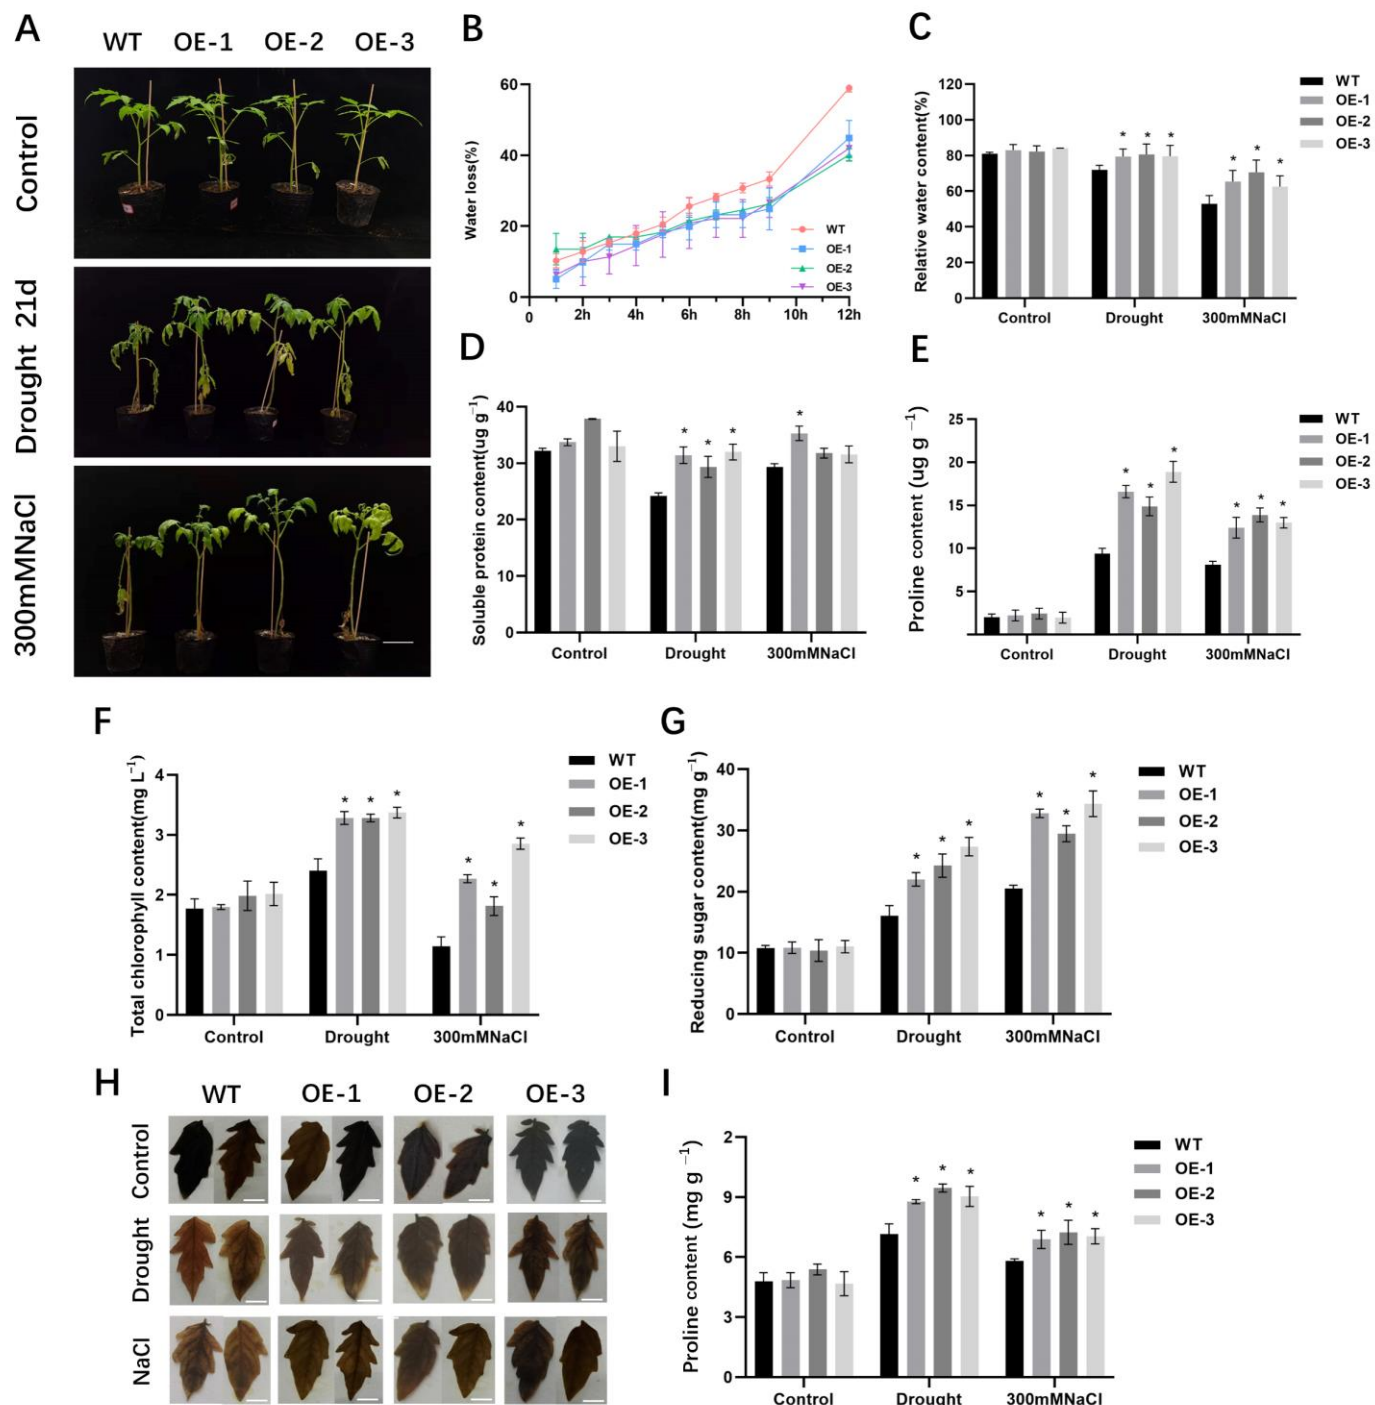 A
WT OE-1 OE-2 OE-3
Control
Drought 21d
300mMNaCl
B
Water loss(%)
60
40
20
0
0 2h 4h 6h 8h 10h 12h
WT
OE-1
OE-2
OE-3
C
Relative water content(%)
120
100
80
60
40
20
0
* * *
* * *
Control Drought 300mMNaCl
WT
OE-1
OE-2
OE-3
D
Soluble protein content(ug g⁻¹)
40
30
20
10
0
* * *
*
Control Drought 300mMNaCl
E
Proline content (ug g⁻¹)
25
20
15
10
5
* * *
* * *
Control Drought 300mMNaCl
WT
OE-1
OE-2
OE-3
F
Total chlorophyll content(mg L⁻¹)
4
3
2
1
0
* * *
* * *
Control Drought 300mMNaCl
WT
OE-1
OE-2
OE-3
G
Reducing sugar content(mg g⁻¹)
40
30
20
10
0
* * *
* * *
Control Drought 300mMNaCl
WT
OE-1
OE-2
OE-3
H
WT OE-1 OE-2 OE-3
Control
Drought
NaCl
I
Proline content (mg g⁻¹)
2
9
6
3
0
* * *
* * *
Control Drought 300mMNaCl
WT
OE-1
OE-2
OE-3